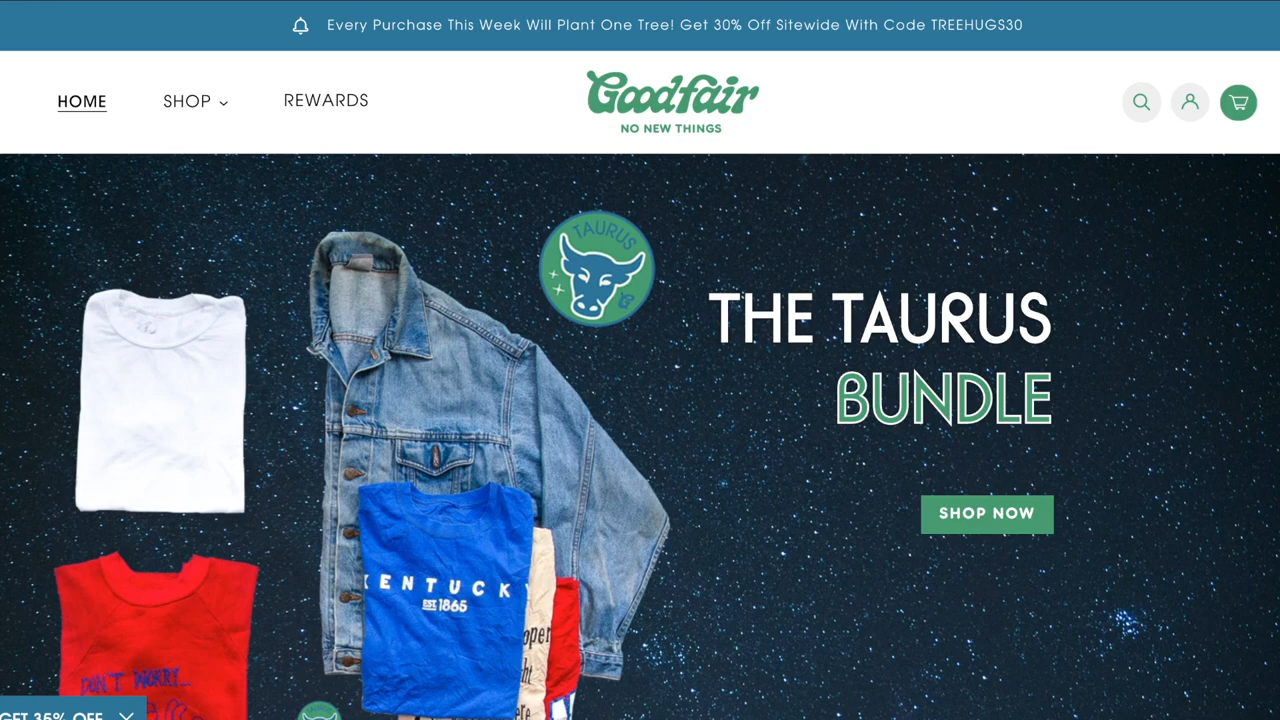 Every Purchase This Week Will Plant One Tree! Get 30% Off Sitewide With Code TREEHUGS30
HOME
SHOP
REWARDS
Goodfair
NO NEW THINGS
TAURUS
THE TAURUS
BUNDLE
SHOP NOW
KENTUCKY
EST. 1865
DON'T WORRY...
GET 35% OFF